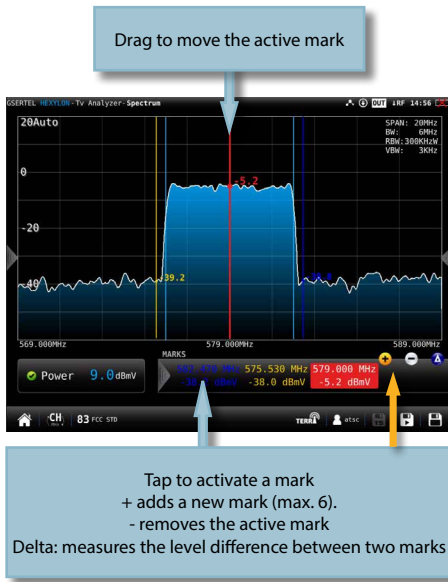 Drag to move the active mark
GSERTEL HEXYLON-Tv Analyzer-Spectrum
OUT RF 14:56
20Auto
SPAN: 20MHz
BW: 6MHz
RBW:300KHzW
VBW: 3KHz
0
-5.2
-20
-40
39.2
569.000MHz 579.000MHz 589.000MHz
MARKS
Power 9.0 dBmV
575.530 MHz 579.000 MHz
-38.0 dBmV -5.2 dBmV
+ - Δ
CH 83 FCC STD TERR atsc
Tap to activate a mark
+ adds a new mark (max. 6).
- removes the active mark
Delta: measures the level difference between two marks